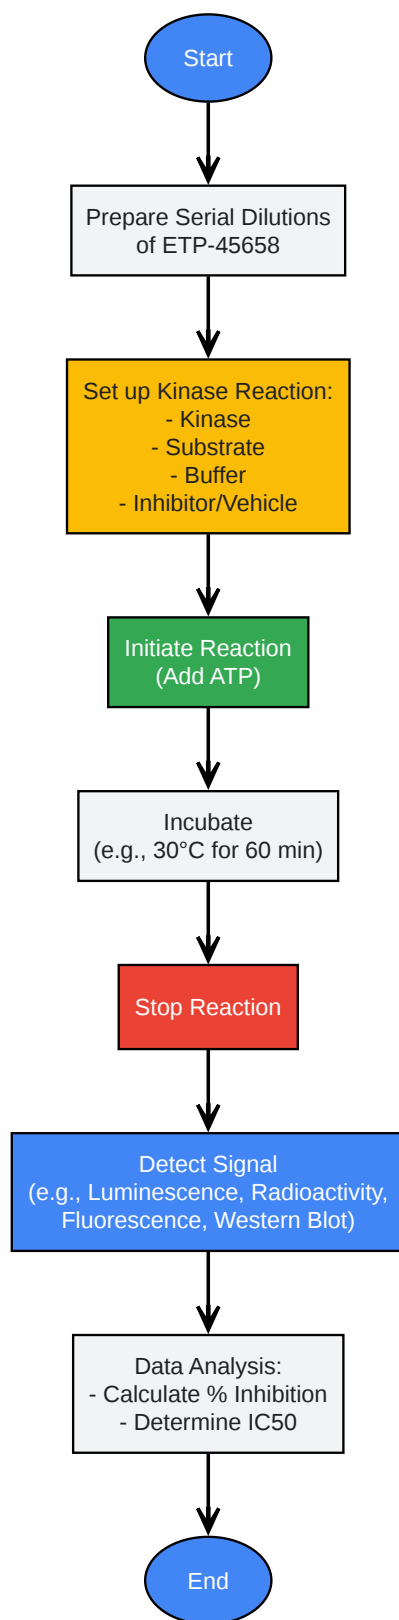 Start
Prepare Serial Dilutions
of ETP-45658
Set up Kinase Reaction:
- Kinase
- Substrate
- Buffer
- Inhibitor/Vehicle
Initiate Reaction
(Add ATP)
Incubate
(e.g., 30°C for 60 min)
Stop Reaction
Detect Signal
(e.g., Luminescence, Radioactivity,
Fluorescence, Western Blot)
Data Analysis:
- Calculate % Inhibition
- Determine IC50
End